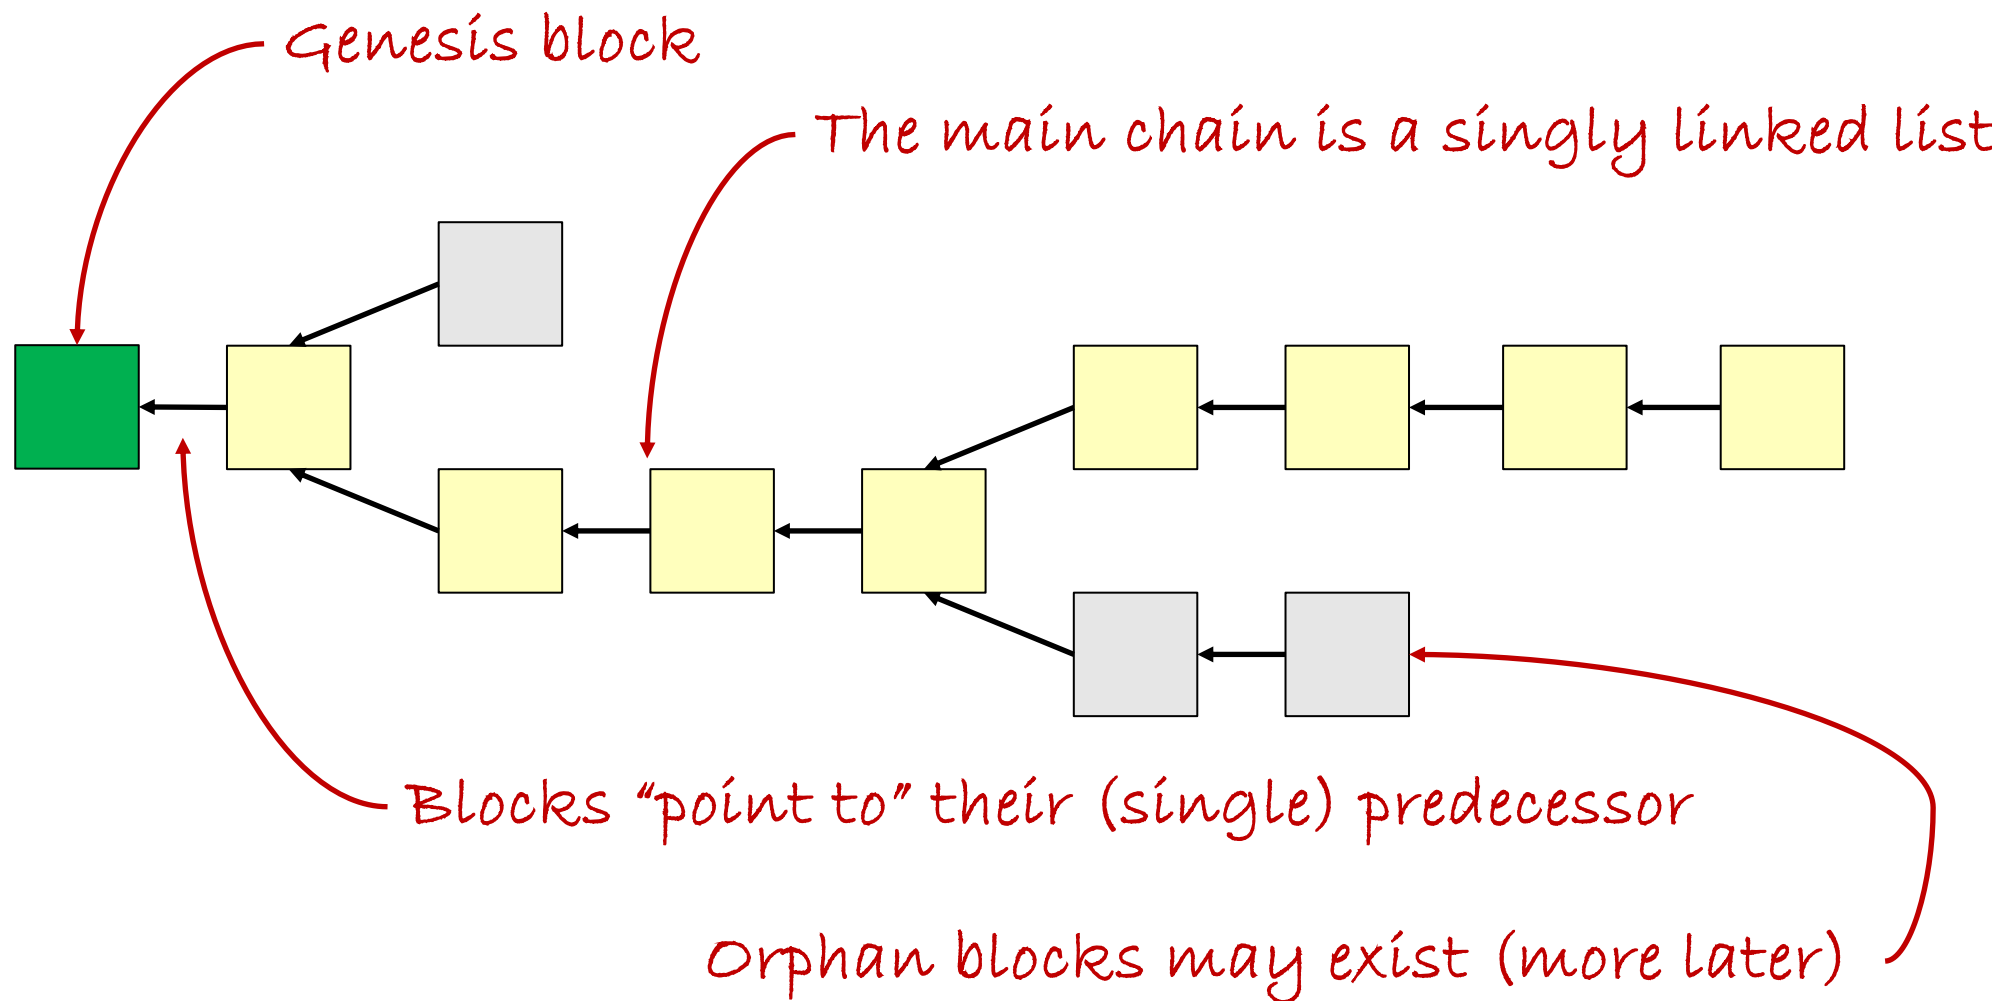 Genesis block
The main chain is a singly linked list
Blocks “point to” their (single) predecessor
Orphan blocks may exist (more later)